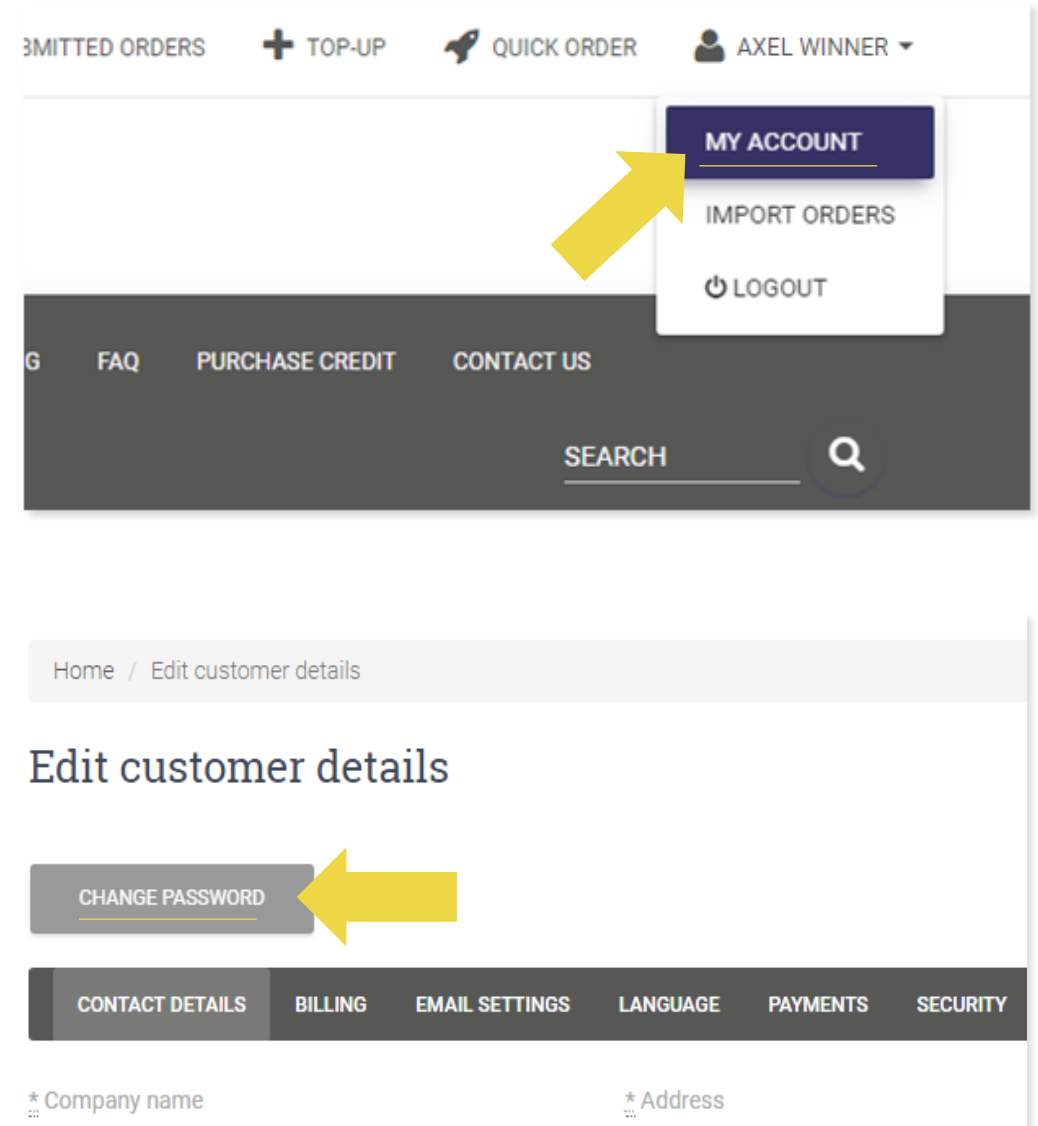 BMITTED ORDERS TOP-UP QUICK ORDER AXEL WINNER
MY ACCOUNT
IMPORT ORDERS
LOGOUT
G FAQ PURCHASE CREDIT CONTACT US
SEARCH
Home / Edit customer details
Edit customer details
CHANGE PASSWORD
CONTACT DETAILS BILLING EMAIL SETTINGS LANGUAGE PAYMENTS SECURITY
* Company name * Address